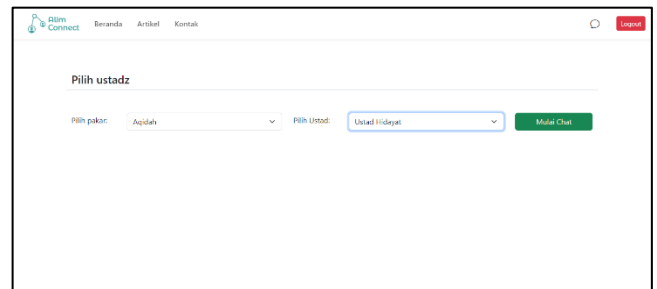 Alim
Connect
Beranda Artikel Kontak
Logout
Pilih ustadz
Pilih pakar: Aqidah Pilih Ustad: Ustad Hidayat Mulai Chat